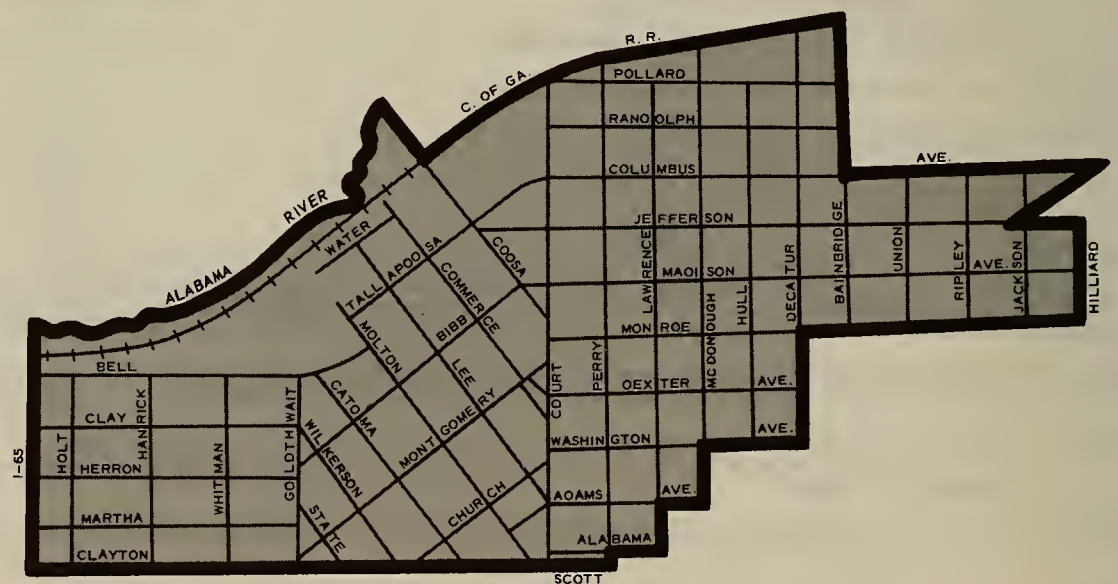 R. R.
C. OF GA.
POLLARD
RANDOLPH
COLUMBUS
AVE.
ALABAMA RIVER
WATER
JEFFERSON
TALLAPOOSA
COOSA
COMMERCE
LAWRENCE
MADISON
AVE.
DECATUR
BAINBRIDGE
UNION
RIPLEY
JACKSON
HILLIARD
HULL
MCDONOUGH
MONROE
BIBB
MOLTON
LEE
BELL
PERRY
COURT
DEXTER
AVE.
CATOMA
MONTGOMERY
CLAY
HOLT
HANRICK
WHITMAN
GOLDTHWAIT
WILKERSON
WASHINGTON
AVE.
I-65
HERRON
STATE
CHURCH
ADAMS
AVE.
MARTHA
ALABAMA
CLAYTON
SCOTT